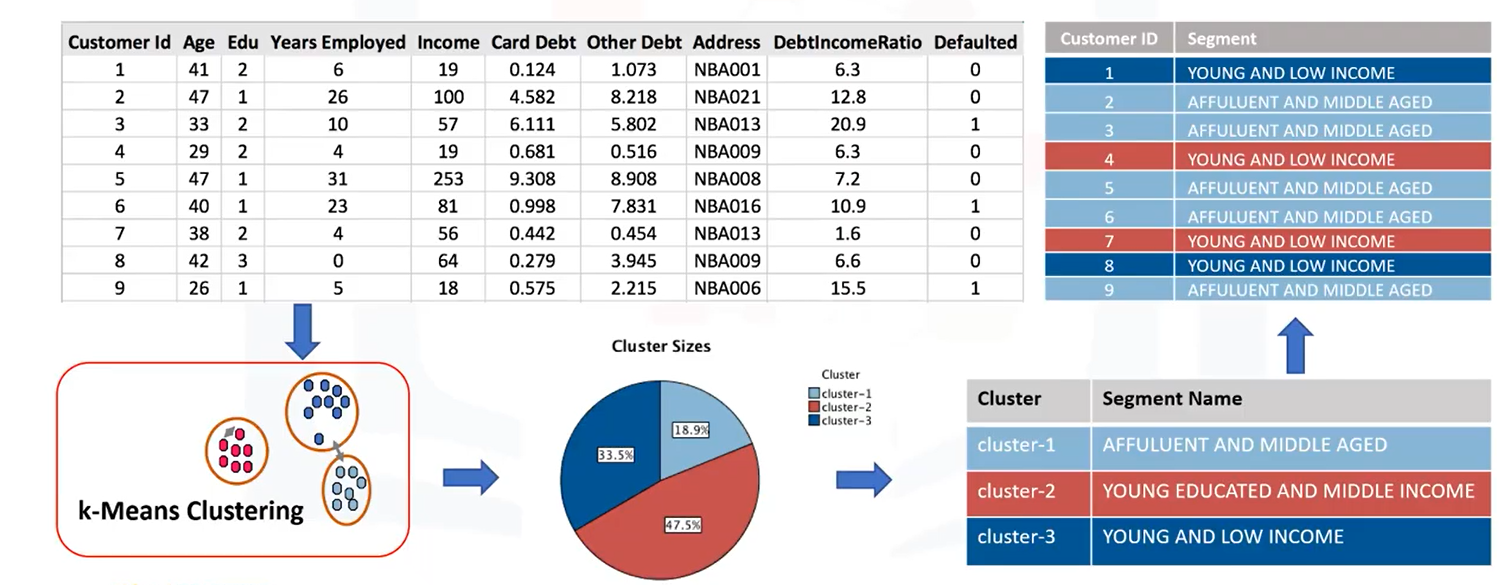 Customer Id Age Edu Years Employed Income Card Debt Other Debt Address DebtIncomeRatio Defaulted
1 41 2 6 19 0.124 1.073 NBA001 6.3 0
2 47 1 26 100 4.582 8.218 NBA021 12.8 0
3 33 2 10 57 6.111 5.802 NBA013 20.9 1
4 29 2 4 19 0.681 0.516 NBA009 6.3 0
5 47 1 31 253 9.308 8.908 NBA008 7.2 0
6 40 1 23 81 0.998 7.831 NBA016 10.9 1
7 38 2 4 56 0.442 0.454 NBA013 1.6 0
8 42 3 0 64 0.279 3.945 NBA009 6.6 0
9 26 1 5 18 0.575 2.215 NBA006 15.5 1
Customer ID Segment
1 YOUNG AND LOW INCOME
2 AFFULUENT AND MIDDLE AGED
3 AFFULUENT AND MIDDLE AGED
4 YOUNG AND LOW INCOME
5 AFFULUENT AND MIDDLE AGED
6 AFFULUENT AND MIDDLE AGED
7 YOUNG AND LOW INCOME
8 YOUNG AND LOW INCOME
9 AFFULUENT AND MIDDLE AGED
k-Means Clustering
Cluster Sizes
18.9%
33.5%
47.5%
Cluster
cluster-1
cluster-2
cluster-3
Cluster Segment Name
cluster-1 AFFULUENT AND MIDDLE AGED
cluster-2 YOUNG EDUCATED AND MIDDLE INCOME
cluster-3 YOUNG AND LOW INCOME